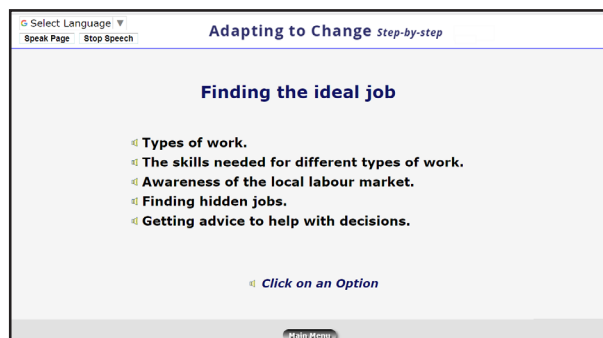 Select Language ▼
Speak Page Stop Speech
Adapting to Change Step-by-step
Finding the ideal job
Types of work.
The skills needed for different types of work.
Awareness of the local labour market.
Finding hidden jobs.
Getting advice to help with decisions.
Click on an Option
Main Menu